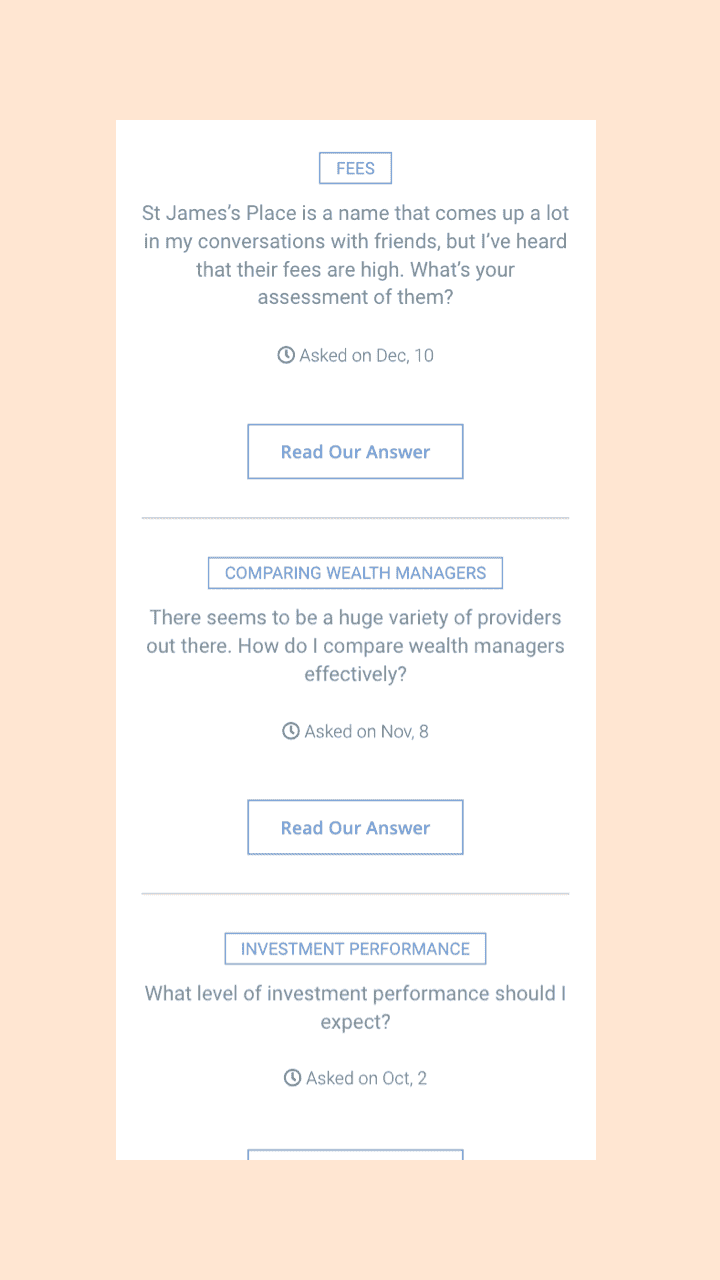 FEES
St James’s Place is a name that comes up a lot
in my conversations with friends, but I’ve heard
that their fees are high. What’s your
assessment of them?
Asked on Dec, 10
Read Our Answer
COMPARING WEALTH MANAGERS
There seems to be a huge variety of providers
out there. How do I compare wealth managers
effectively?
Asked on Nov, 8
Read Our Answer
INVESTMENT PERFORMANCE
What level of investment performance should I
expect?
Asked on Oct, 2